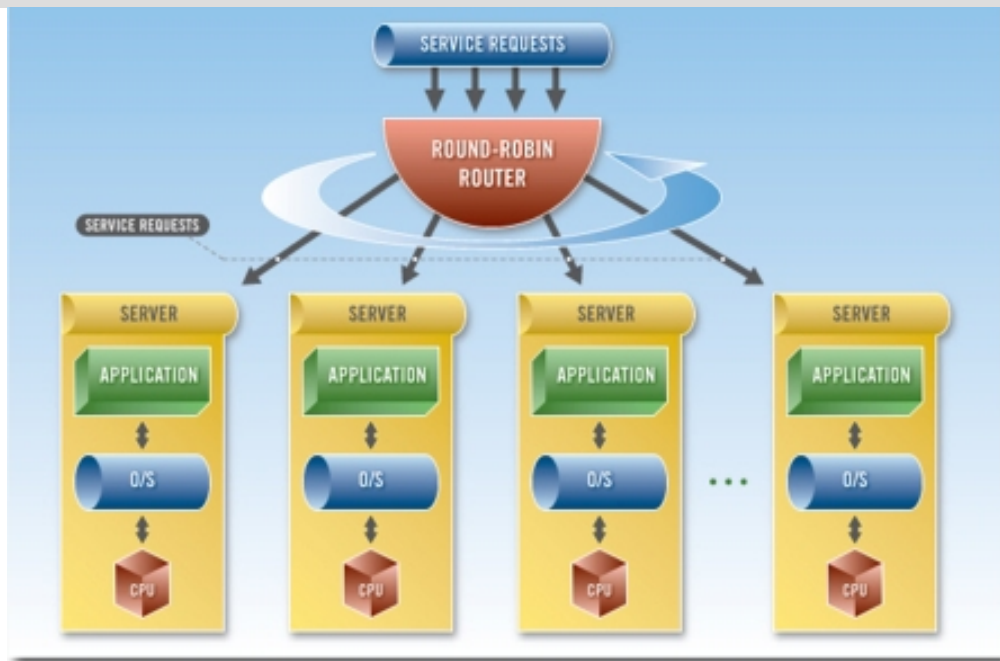 SERVICE REQUESTS
ROUND-ROBIN
ROUTER
SERVICE REQUESTS
SERVER
SERVER
SERVER
SERVER
APPLICATION
APPLICATION
APPLICATION
APPLICATION
O/S
O/S
O/S
O/S
CPU
CPU
CPU
CPU